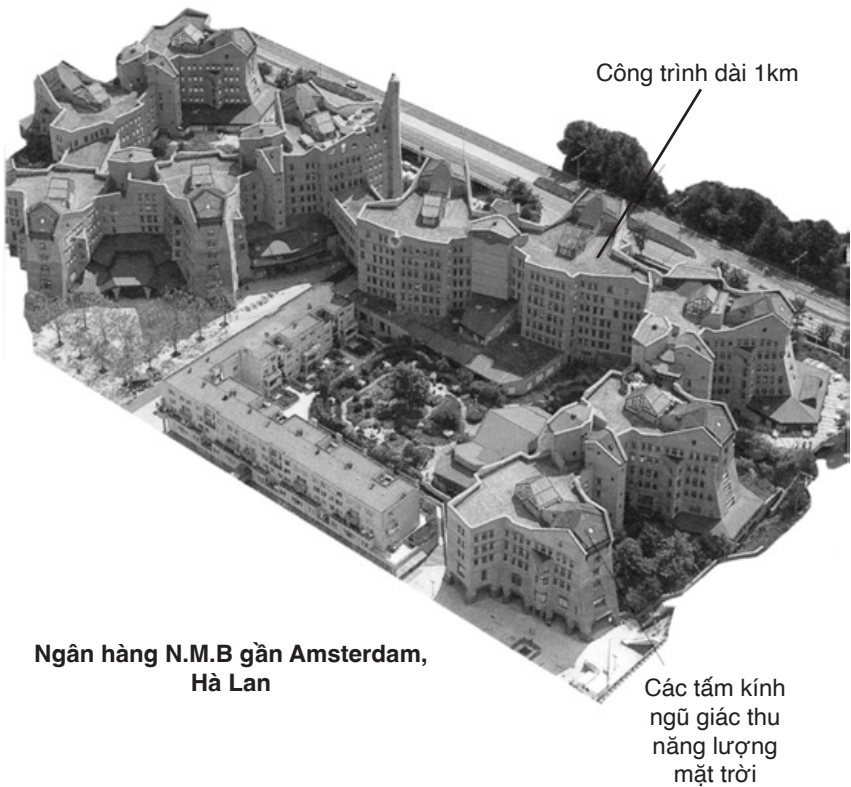 Công trình dài 1km
Ngân hàng N.M.B gần Amsterdam,
Hà Lan
Các tấm kính
ngũ giác thu
năng lượng
mặt trời